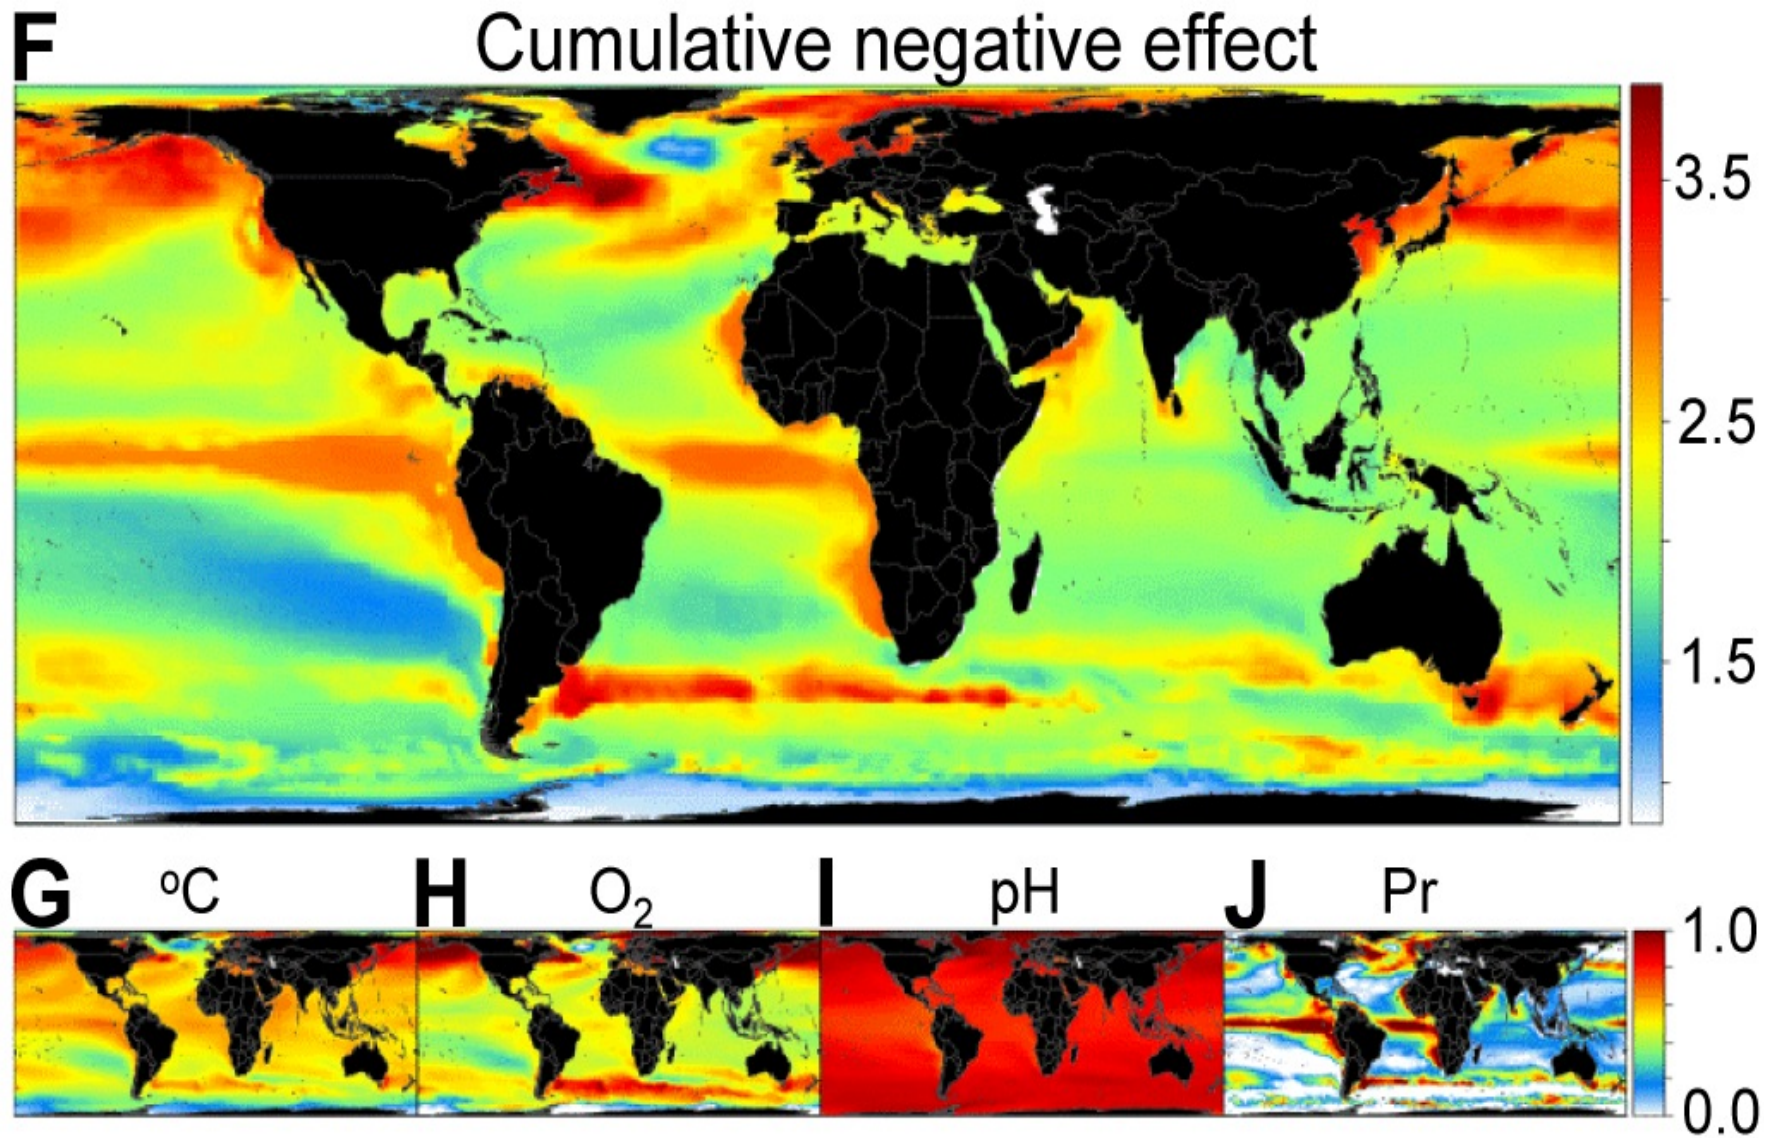 F Cumulative negative effect
3.5
2.5
1.5
G ºC H O₂ I pH J Pr
1.0
0.0